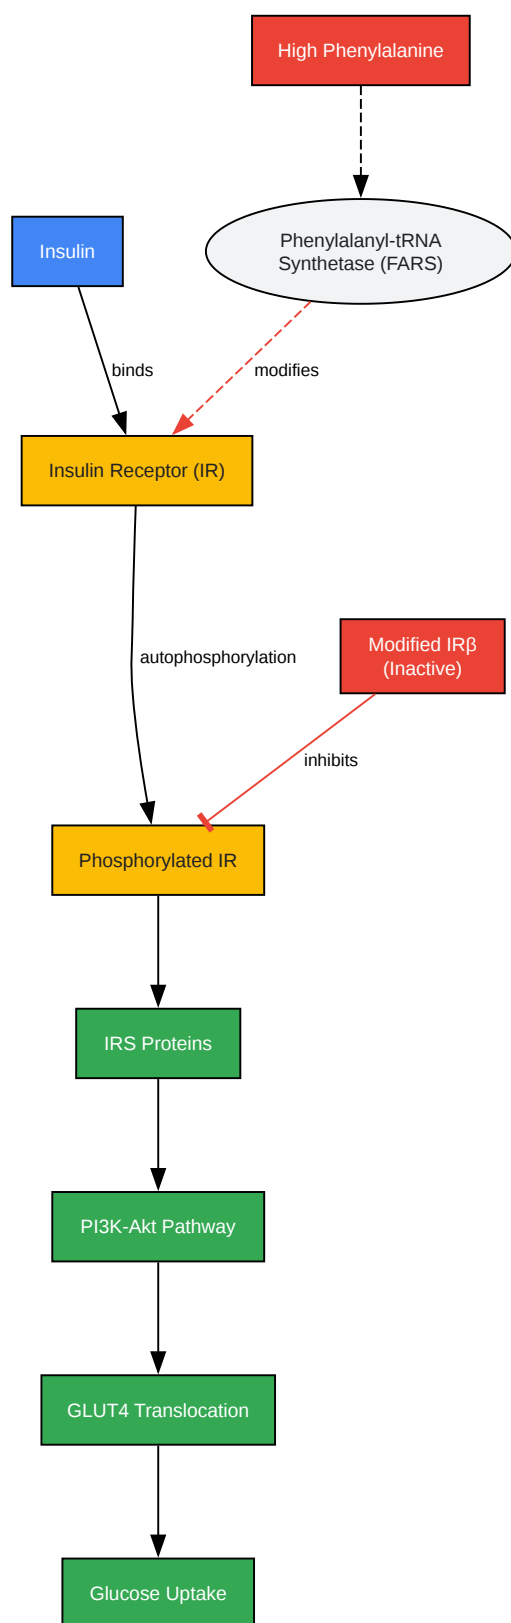 High Phenylalanine
Phenylalanyl-tRNA
Synthetase (FARS)
Insulin
binds
modifies
Insulin Receptor (IR)
Modified IRβ
(Inactive)
autophosphorylation
inhibits
Phosphorylated IR
IRS Proteins
PI3K-Akt Pathway
GLUT4 Translocation
Glucose Uptake